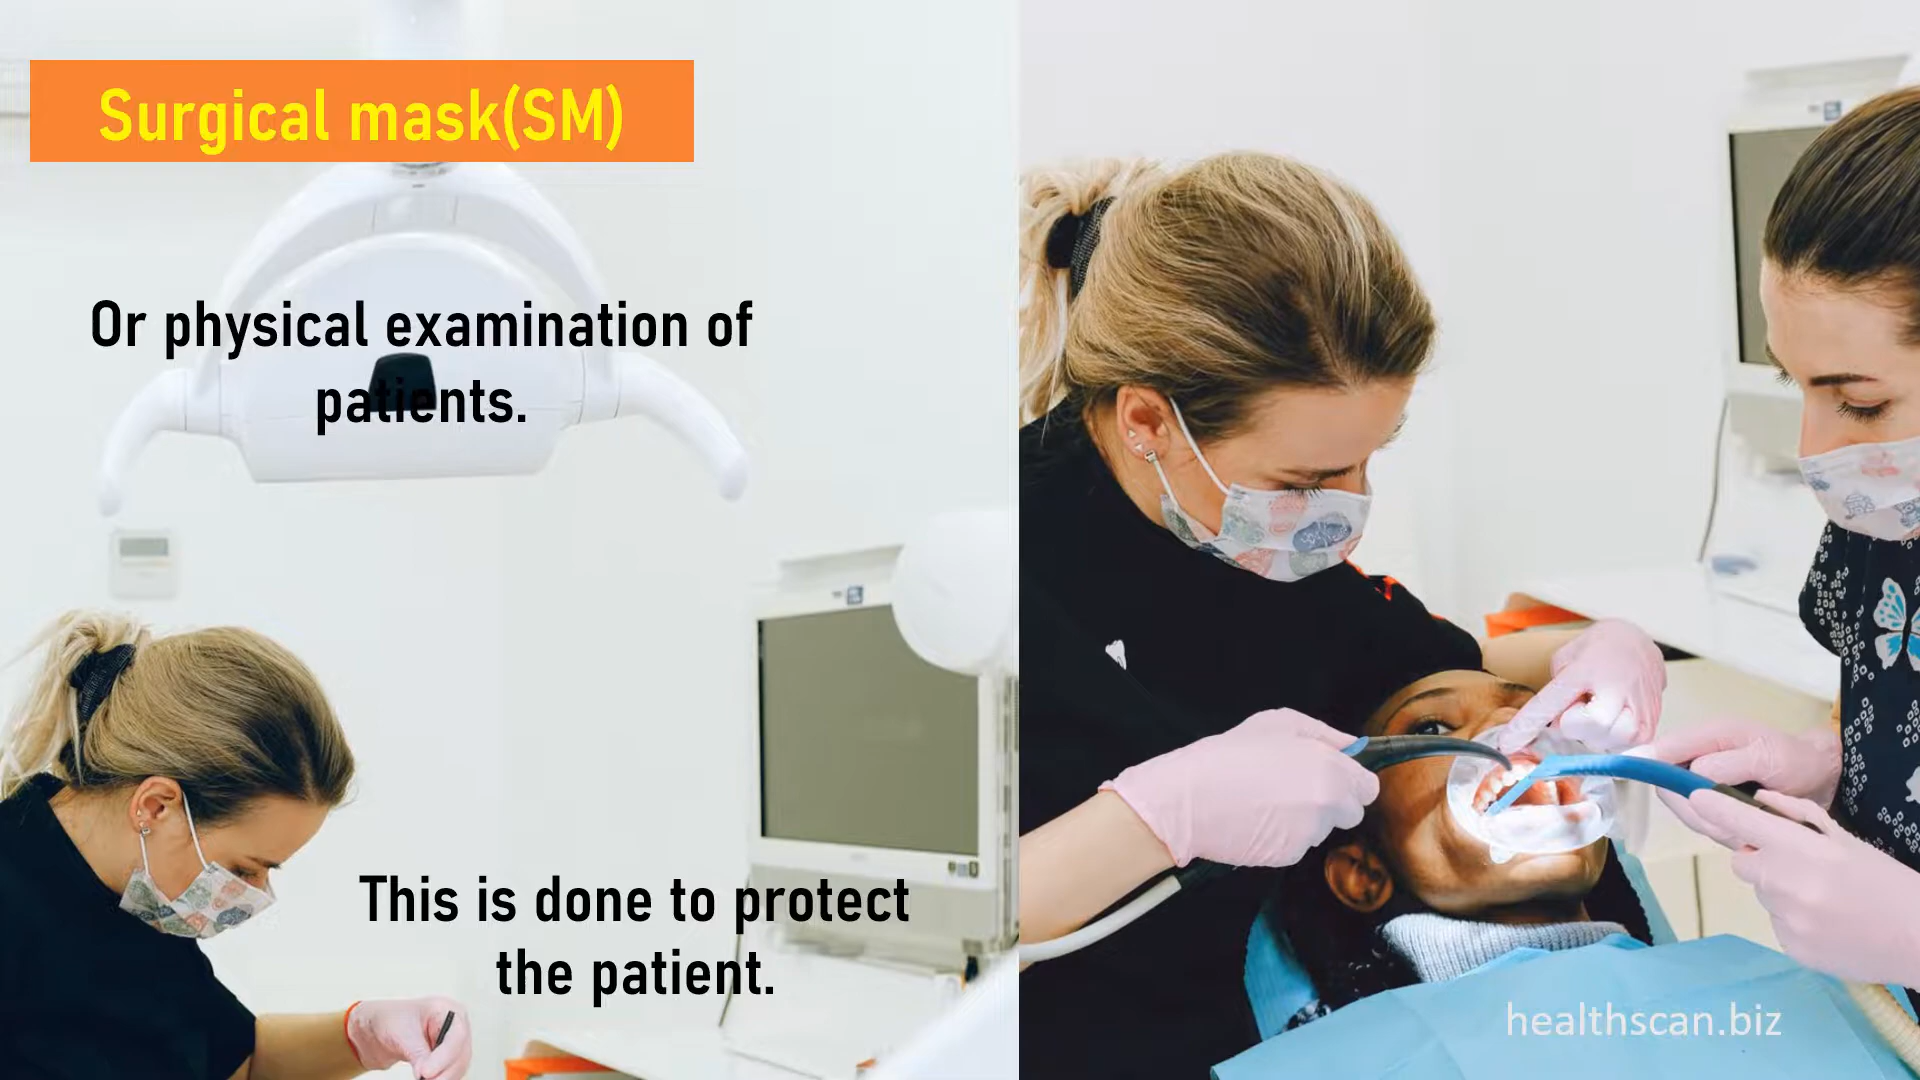 Surgical mask(SM)
Or physical examination of
patients.
This is done to protect
the patient.
healthscan.biz